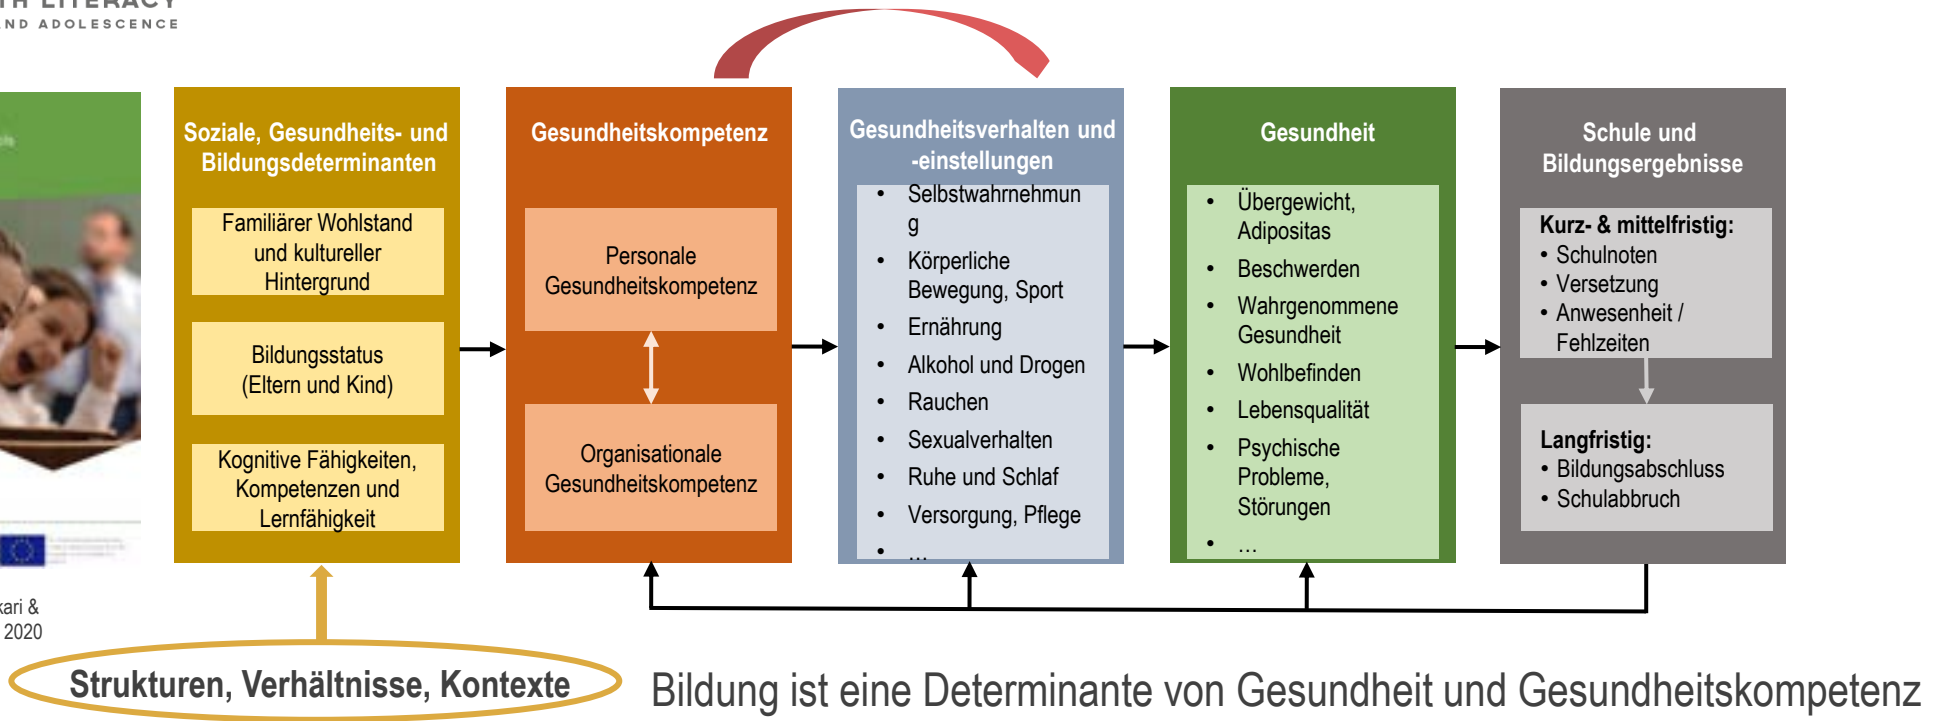 LITERACY
AND ADOLESCENCE
Soziale, Gesundheits- und
Bildungsdeterminanten
Familiärer Wohlstand
und kultureller
Hintergrund
Bildungsstatus
(Eltern und Kind)
Kognitive Fähigkeiten,
Kompetenzen und
Lernfähigkeit
Gesundheitskompetenz
Personale
Gesundheitskompetenz
Organisationale
Gesundheitskompetenz
Gesundheitsverhalten und
-einstellungen
• Selbstwahrnehmun
g
• Körperliche
Bewegung, Sport
• Ernährung
• Alkohol und Drogen
• Rauchen
• Sexualverhalten
• Ruhe und Schlaf
• Versorgung, Pflege
• ...
Gesundheit
• Übergewicht,
Adipositas
• Beschwerden
• Wahrgenommene
Gesundheit
• Wohlbefinden
• Lebensqualität
• Psychische
Probleme,
Störungen
• ...
Schule und
Bildungsergebnisse
Kurz- & mittelfristig:
• Schulnoten
• Versetzung
• Anwesenheit /
Fehlzeiten
Langfristig:
• Bildungsabschluss
• Schulabbruch
kari &
2020
Strukturen, Verhältnisse, Kontexte
Bildung ist eine Determinante von Gesundheit und Gesundheitskompetenz